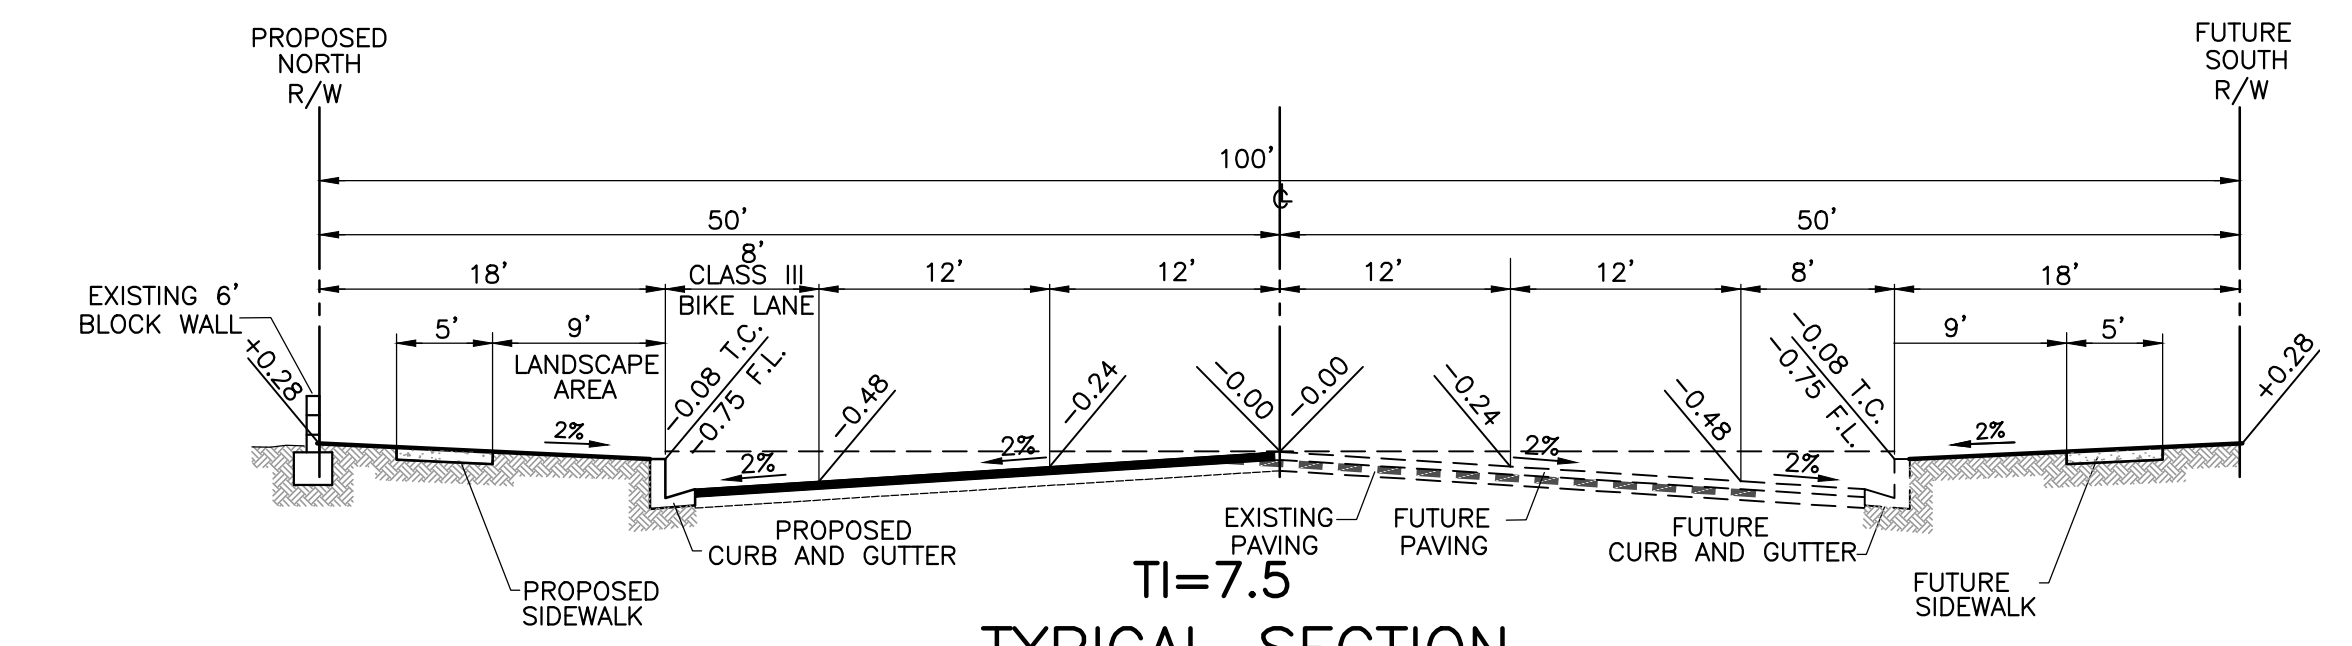 PROPOSED
NORTH
R/W
FUTURE
SOUTH
R/W
100'
℄
50'
50'
18'
8'
CLASS III
BIKE LANE
12'
12'
12'
12'
8'
18'
EXISTING 6'
BLOCK WALL
5'
9'
LANDSCAPE
AREA
9'
5'
+0.28
-0.08 T.C.
-0.75 F.L.
-0.48
-0.24
-0.00
-0.00
-0.24
-0.48
-0.08 T.C.
-0.75 F.L.
+0.28
2%
2%
2%
2%
2%
2%
PROPOSED
CURB AND GUTTER
PROPOSED
SIDEWALK
EXISTING
PAVING
FUTURE
PAVING
FUTURE
CURB AND GUTTER
FUTURE
SIDEWALK
TI=7.5
TYPICAL SECTION